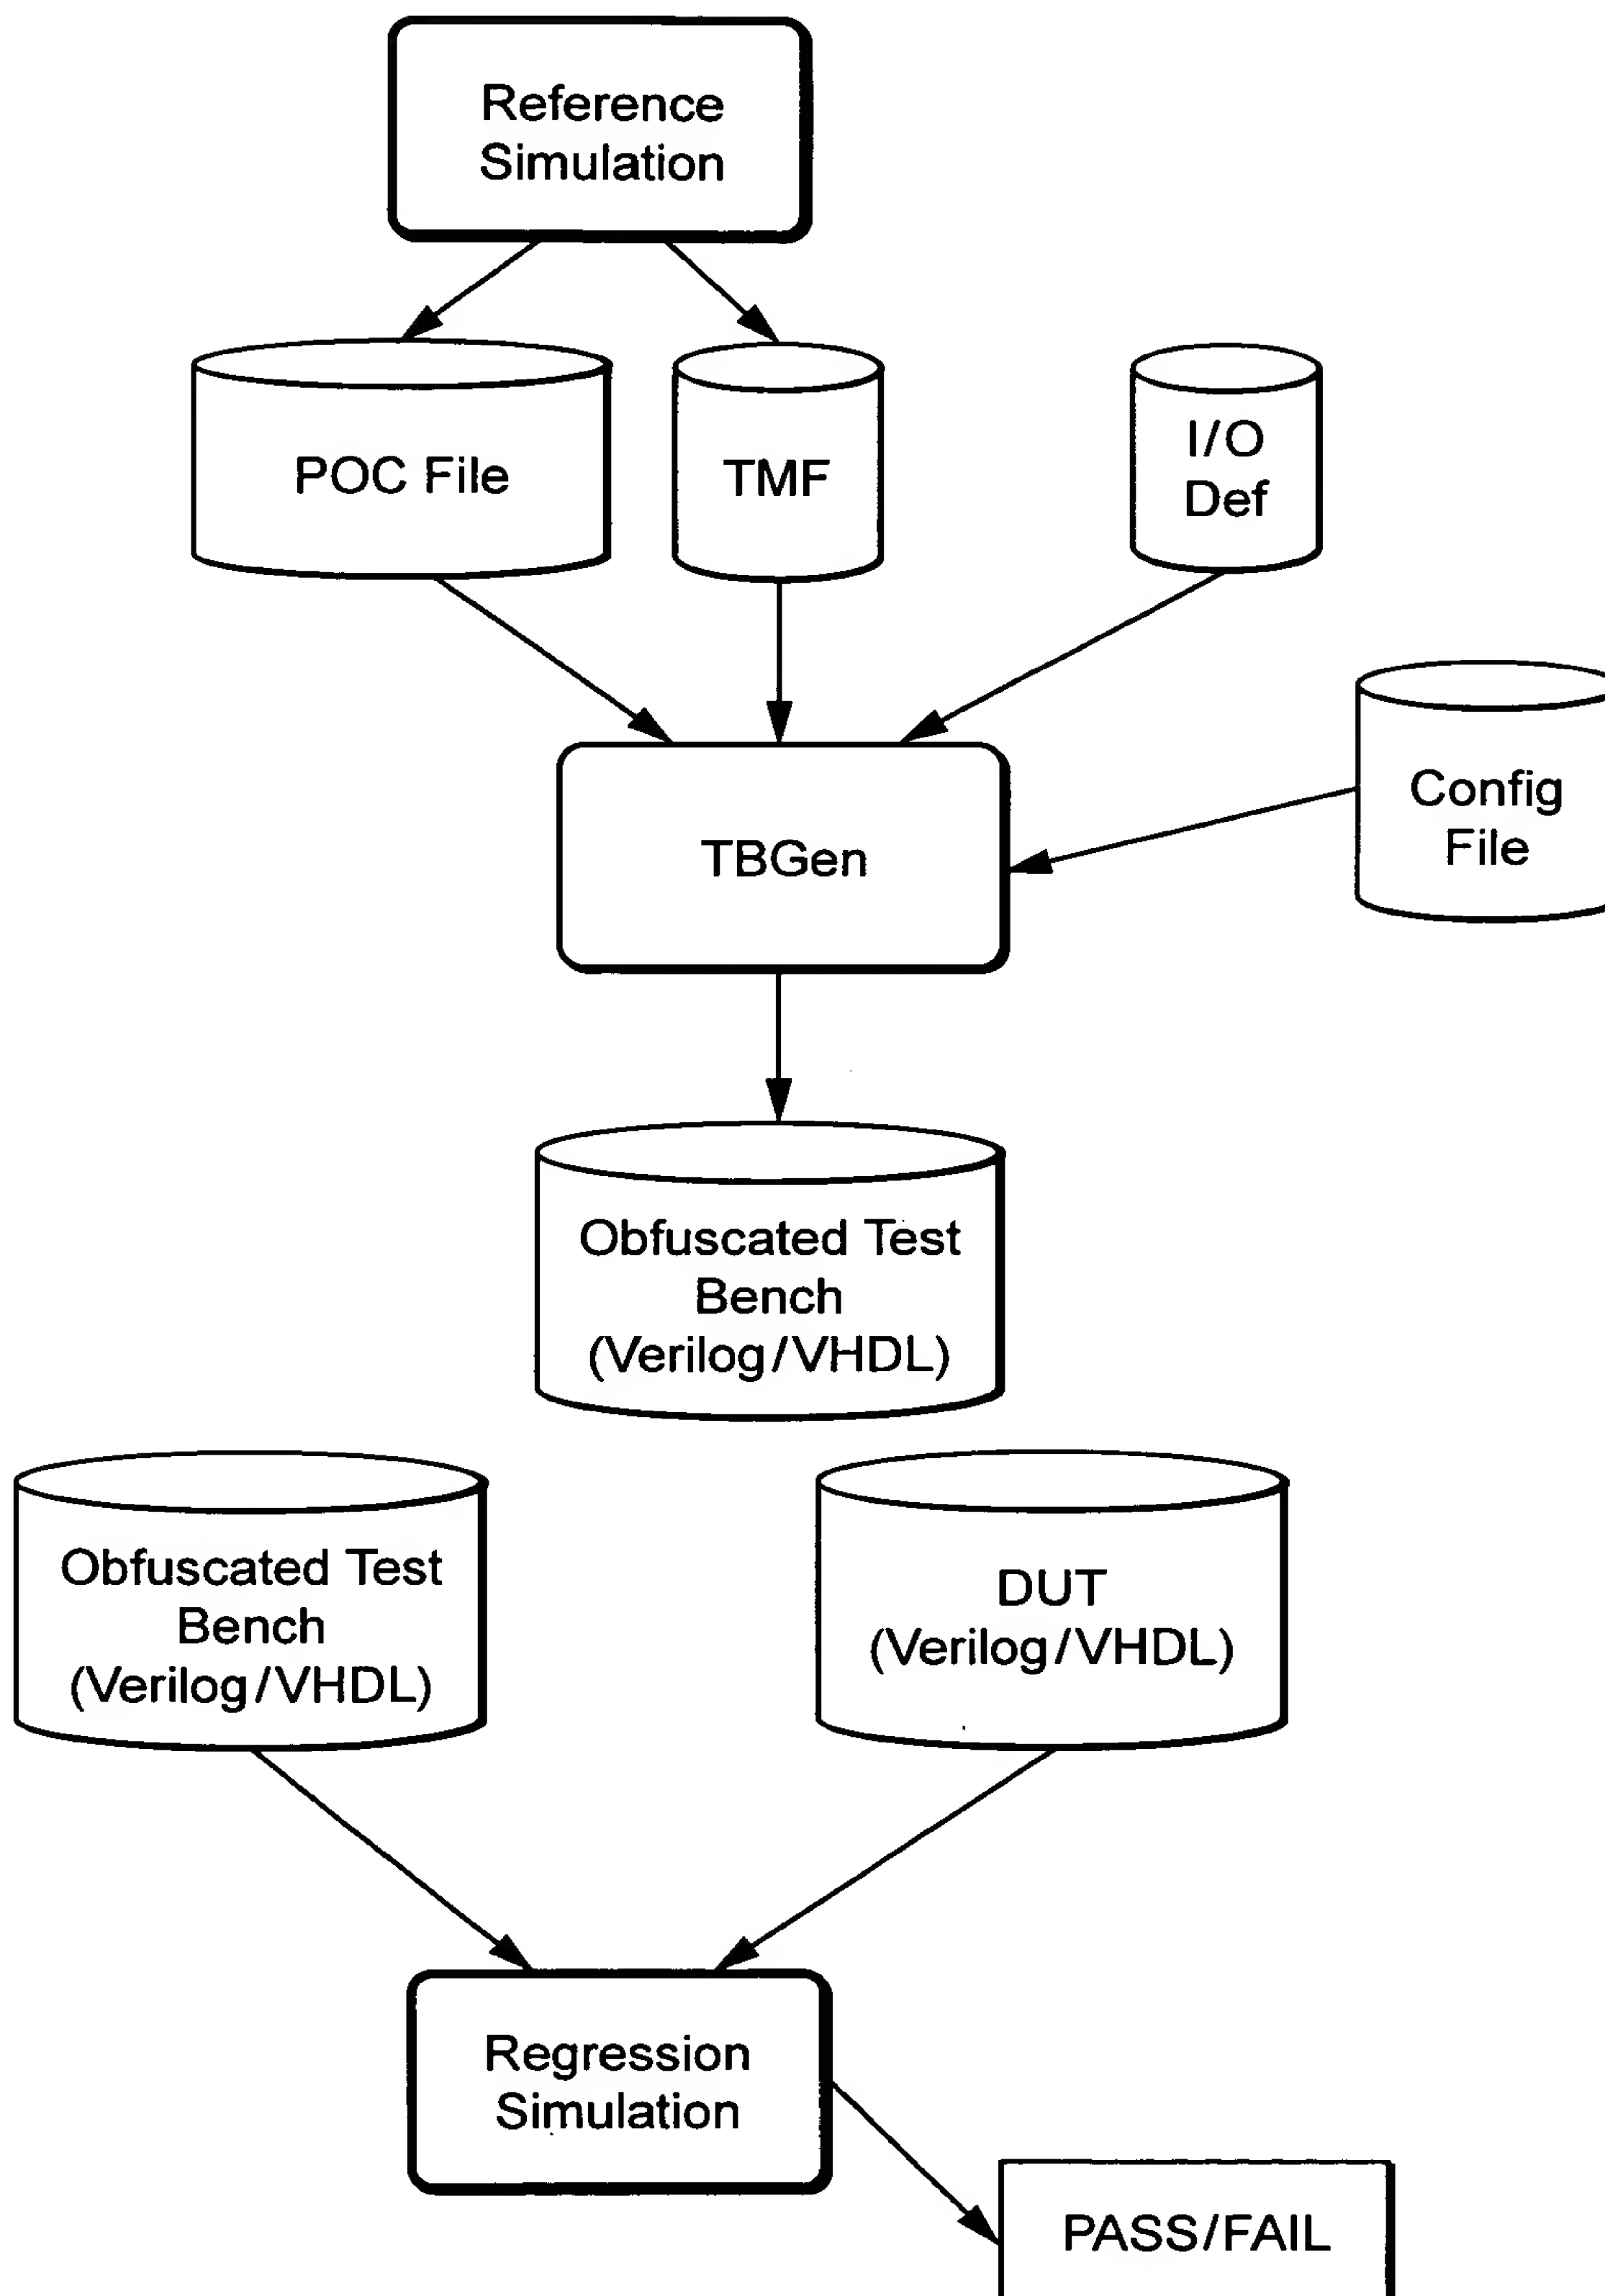 Reference
Simulation
POC File
TMF
I/O
Def
Config
File
TBGen
Obfuscated Test
Bench
(Verilog/VHDL)
Obfuscated Test
Bench
(Verilog/VHDL)
DUT
(Verilog/VHDL)
Regression
Simulation
PASS/FAIL